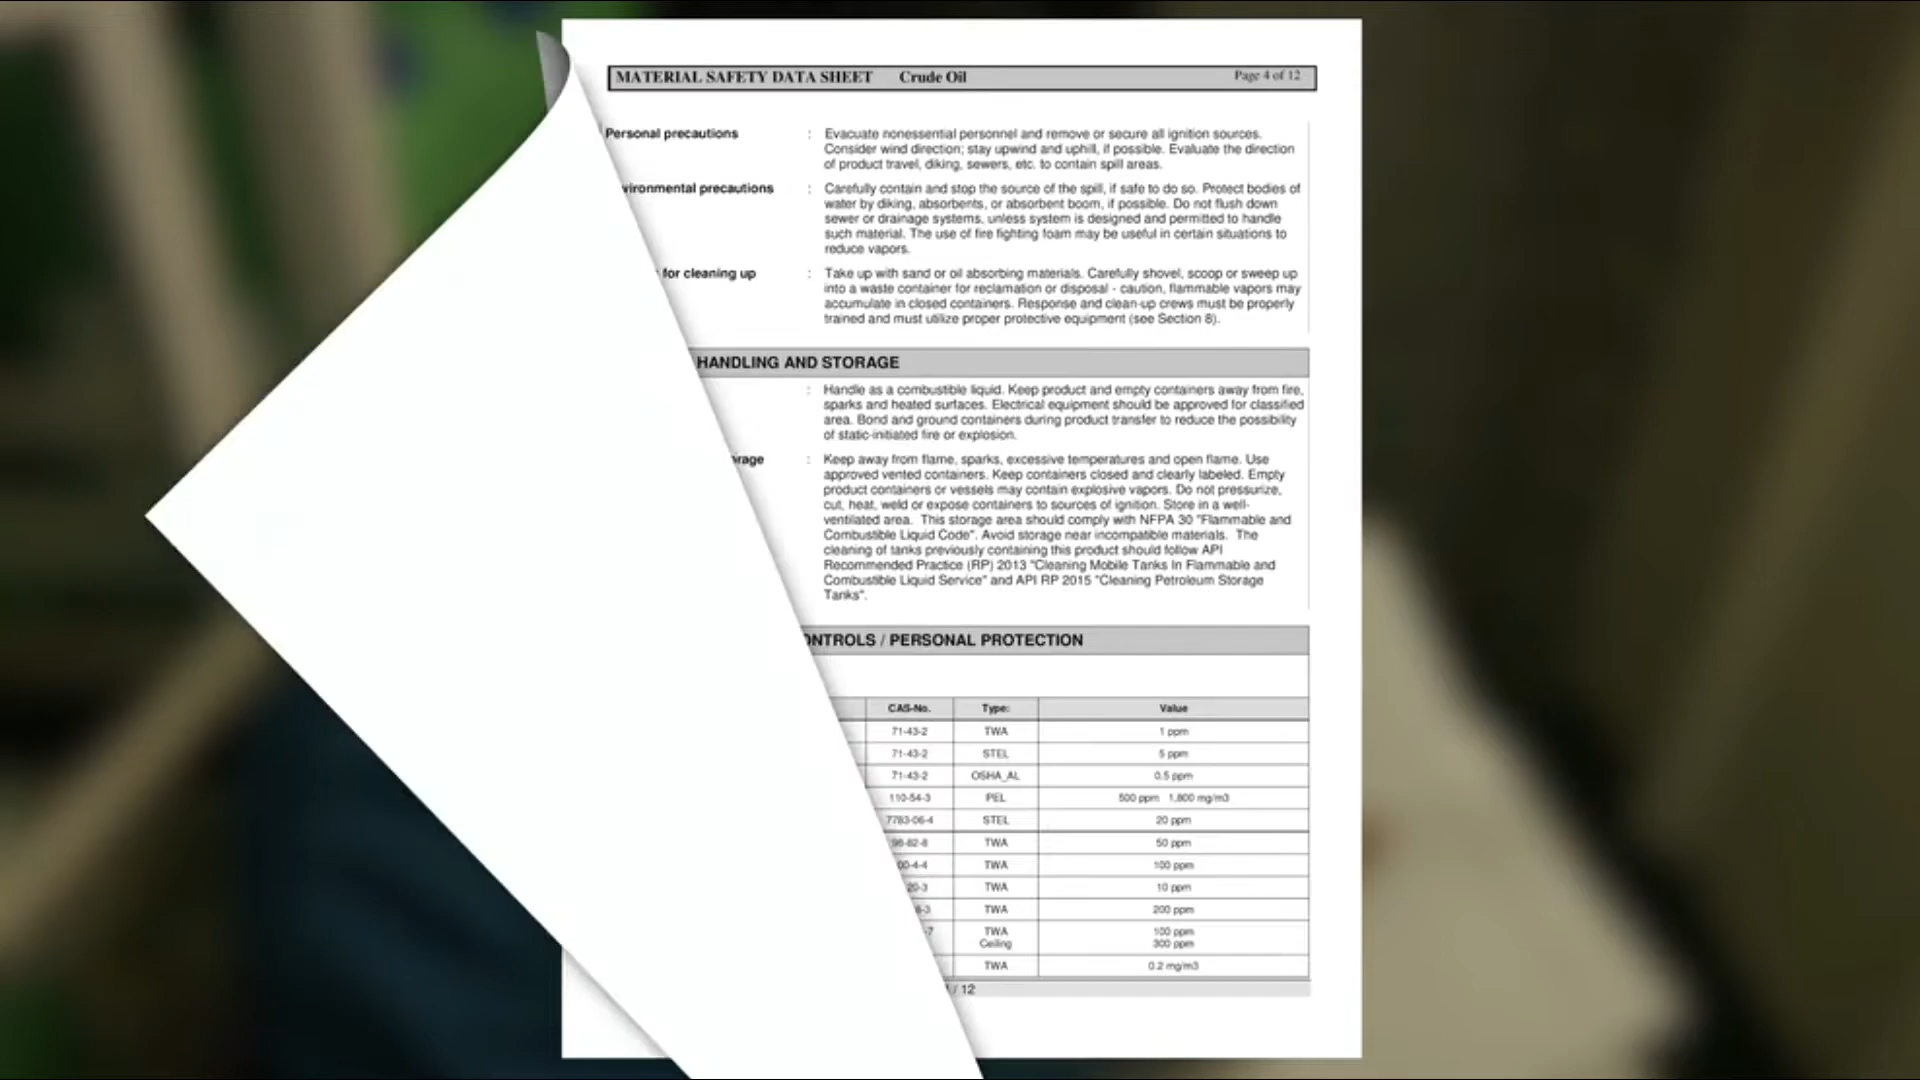 MATERIAL SAFETY DATA SHEET Crude Oil Page 4 of 12
Personal precautions : Evacuate nonessential personnel and remove or secure all ignition sources.
Consider wind direction; stay upwind and uphill, if possible. Evaluate the direction
of product travel, diking, sewers, etc. to contain spill areas.
vironmental precautions : Carefully contain and stop the source of the spill, if safe to do so. Protect bodies of
water by diking, absorbents, or absorbent boom, if possible. Do not flush down
sewer or drainage systems, unless system is designed and permitted to handle
such material. The use of fire fighting foam may be useful in certain situations to
reduce vapors.
for cleaning up : Take up with sand or oil absorbing materials. Carefully shovel, scoop or sweep up
into a waste container for reclamation or disposal - caution, flammable vapors may
accumulate in closed containers. Response and clean-up crews must be properly
trained and must utilize proper protective equipment (see Section 8).
HANDLING AND STORAGE
: Handle as a combustible liquid. Keep product and empty containers away from fire,
sparks and heated surfaces. Electrical equipment should be approved for classified
area. Bond and ground containers during product transfer to reduce the possibility
of static-initiated fire or explosion.
rage : Keep away from flame, sparks, excessive temperatures and open flame. Use
approved vented containers. Keep containers closed and clearly labeled. Empty
product containers or vessels may contain explosive vapors. Do not pressurize,
cut, heat, weld or expose containers to sources of ignition. Store in a well-
ventilated area. This storage area should comply with NFPA 30 "Flammable and
Combustible Liquid Code". Avoid storage near incompatible materials. The
cleaning of tanks previously containing this product should follow API
Recommended Practice (RP) 2013 "Cleaning Mobile Tanks In Flammable and
Combustible Liquid Service" and API RP 2015 "Cleaning Petroleum Storage
Tanks".
ONTROLS / PERSONAL PROTECTION
CAS-No. Type: Value
71-43-2 TWA 1 ppm
71-43-2 STEL 5 ppm
71-43-2 OSHA_AL 0.5 ppm
110-54-3 PEL 500 ppm 1,800 mg/m3
7783-06-4 STEL 20 ppm
98-82-8 TWA 50 ppm
00-4-4 TWA 100 ppm
20-3 TWA 10 ppm
-3 TWA 200 ppm
-7 TWA 100 ppm
Ceiling 300 ppm
TWA 0.2 mg/m3
/ 12